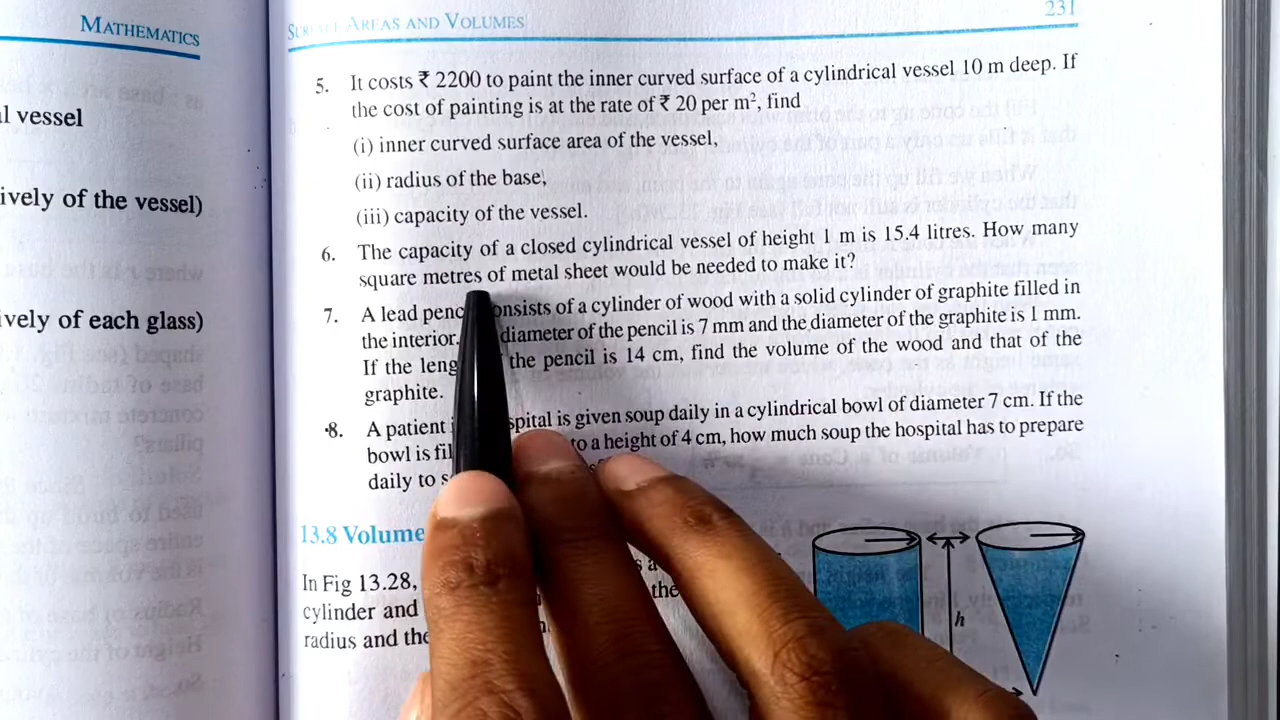 MATHEMATICS
l vessel
ively of the vessel)
ively of each glass)
AREAS AND VOLUMES
231
5. It costs ₹ 2200 to paint the inner curved surface of a cylindrical vessel 10 m deep. If
the cost of painting is at the rate of ₹ 20 per m², find
(i) inner curved surface area of the vessel,
(ii) radius of the base,
(iii) capacity of the vessel.
6. The capacity of a closed cylindrical vessel of height 1 m is 15.4 litres. How many
square metres of metal sheet would be needed to make it?
7. A lead penc onsists of a cylinder of wood with a solid cylinder of graphite filled in
the interior. diameter of the pencil is 7 mm and the diameter of the graphite is 1 mm.
If the leng the pencil is 14 cm, find the volume of the wood and that of the
graphite.
8. A patient spital is given soup daily in a cylindrical bowl of diameter 7 cm. If the
bowl is fil to a height of 4 cm, how much soup the hospital has to prepare
daily to s
13.8 Volume
In Fig 13.28,
cylinder and the
radius and the
h